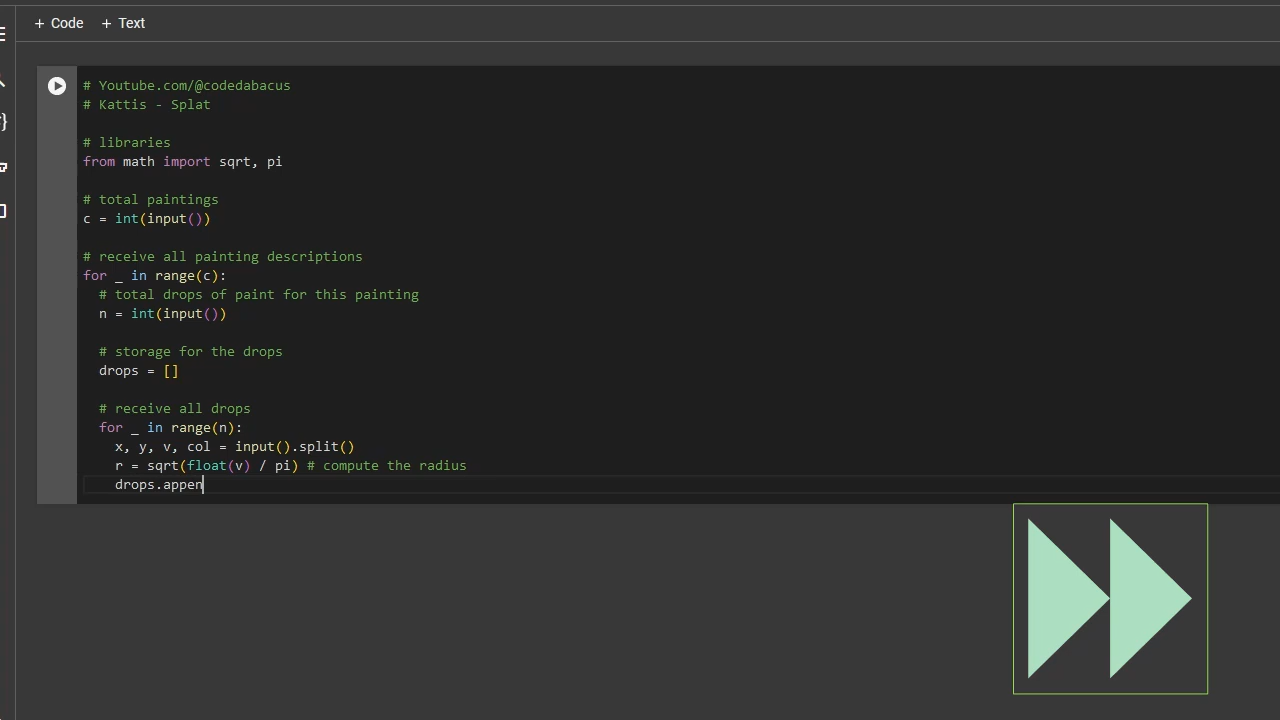 + Code + Text
# Youtube.com/@codedabacus
# Kattis - Splat
# libraries
from math import sqrt, pi
# total paintings
c = int(input())
# receive all painting descriptions
for _ in range(c):
# total drops of paint for this painting
n = int(input())
# storage for the drops
drops = []
# receive all drops
for _ in range(n):
x, y, v, col = input().split()
r = sqrt(float(v) / pi) # compute the radius
drops.appen